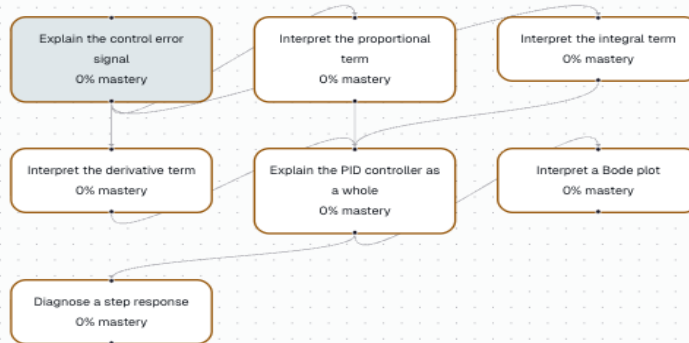 Explain the control error
signal
0% mastery
Interpret the proportional
term
0% mastery
Interpret the integral term
0% mastery
Interpret the derivative term
0% mastery
Explain the PID controller as
a whole
0% mastery
Interpret a Bode plot
0% mastery
Diagnose a step response
0% mastery